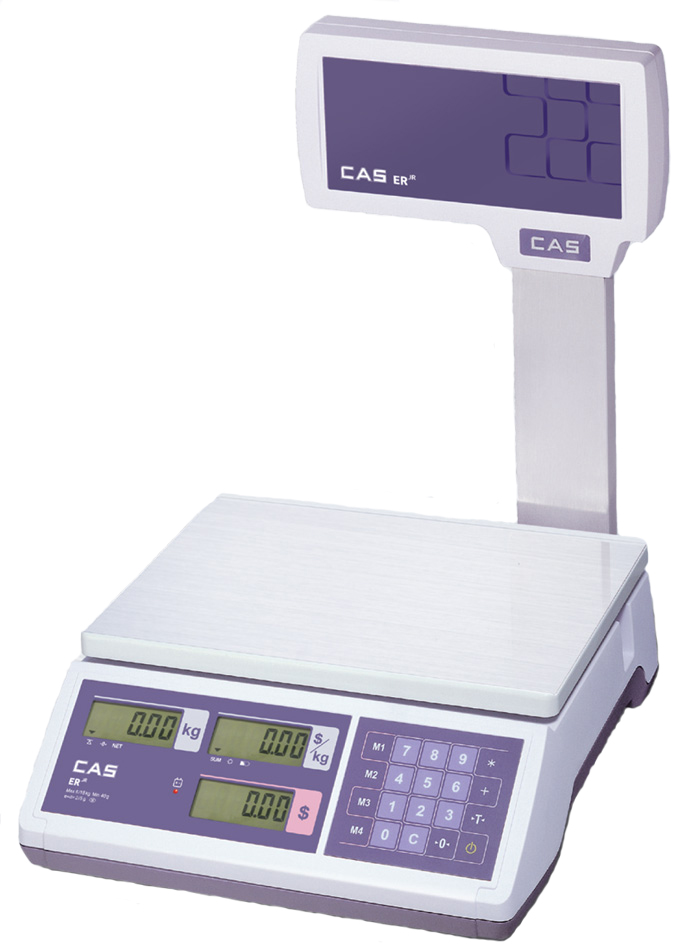 CAS ER JR
CAS
0.00 kg
0.00 $/kg
NET
SUM
CAS
ER JR
0.00 $
M1 7 8 9 *
M2 4 5 6 +
M3 1 2 3 -T-
M4 0 C -0-